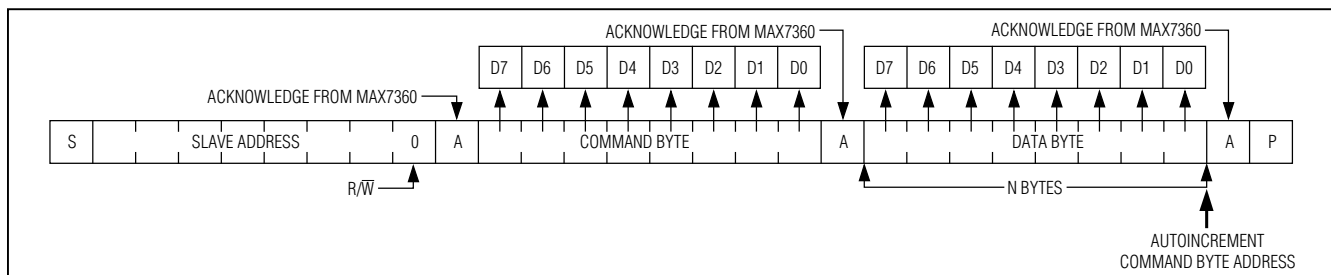 ACKNOWLEDGE FROM MAX7360 ACKNOWLEDGE FROM MAX7360
D7 D6 D5 D4 D3 D2 D1 D0 D7 D6 D5 D4 D3 D2 D1 D0
ACKNOWLEDGE FROM MAX7360
S SLAVE ADDRESS 0 A COMMAND BYTE A DATA BYTE A P
R/W̅ N BYTES
AUTOINCREMENT
COMMAND BYTE ADDRESS